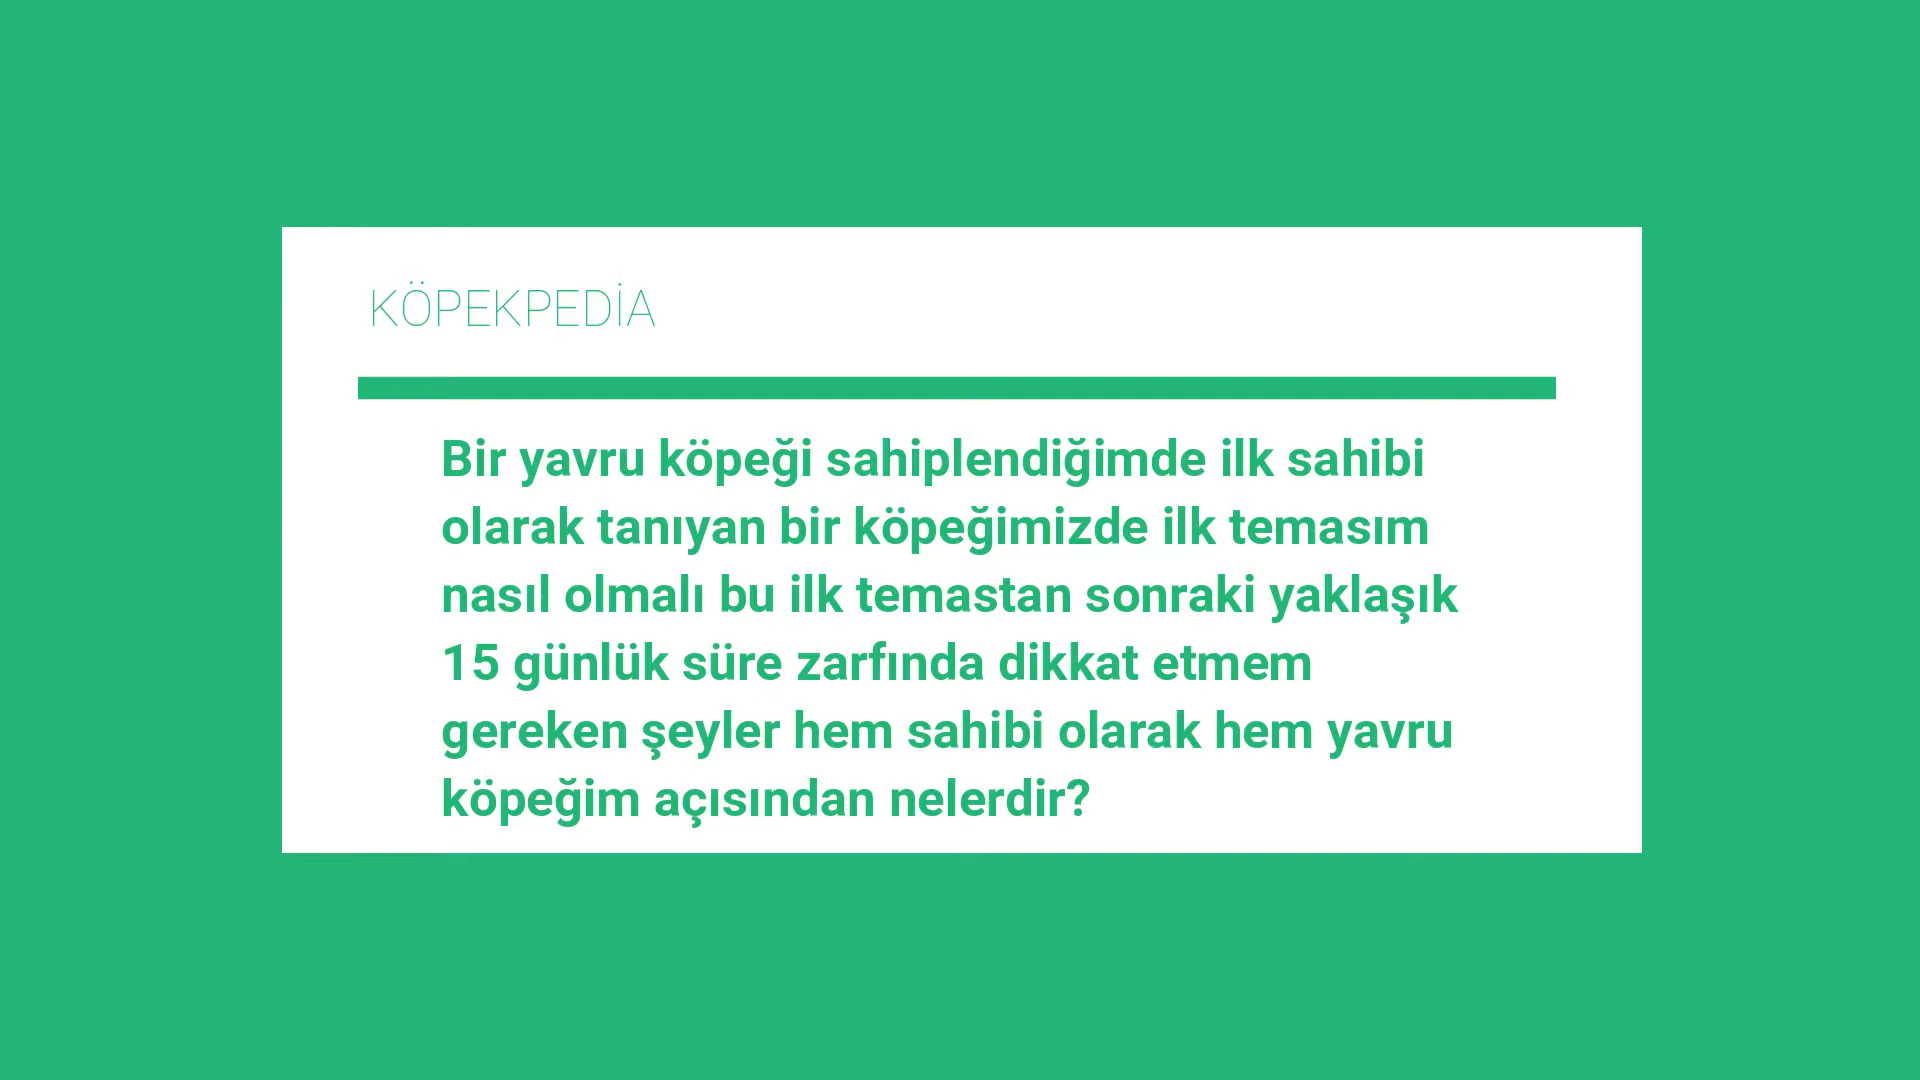 KÖPEKPEDİA
Bir yavru köpeği sahiplendiğimde ilk sahibi
olarak tanıyan bir köpeğimizde ilk temasım
nasıl olmalı bu ilk temastan sonraki yaklaşık
15 günlük süre zarfında dikkat etmem
gereken şeyler hem sahibi olarak hem yavru
köpeğim açısından nelerdir?